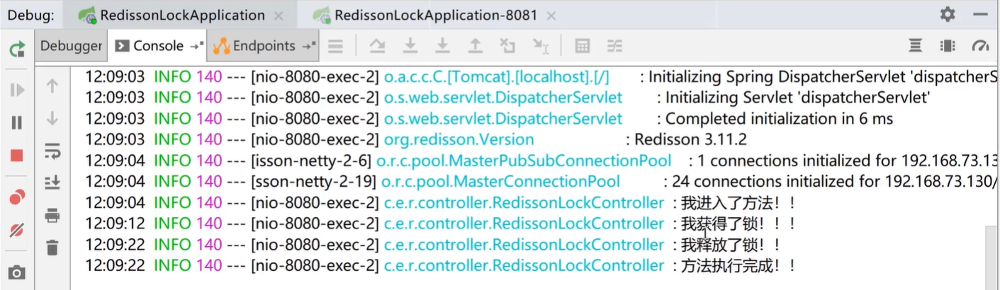 Debug: RedissonLockApplication RedissonLockApplication-8081
Debugger Console Endpoints
12:09:03 INFO 140 --- [nio-8080-exec-2] o.a.c.c.C.[Tomcat].[localhost].[/] : Initializing Spring DispatcherServlet 'dispatcherS
12:09:03 INFO 140 --- [nio-8080-exec-2] o.s.web.servlet.DispatcherServlet : Initializing Servlet 'dispatcherServlet'
12:09:03 INFO 140 --- [nio-8080-exec-2] o.s.web.servlet.DispatcherServlet : Completed initialization in 6 ms
12:09:03 INFO 140 --- [nio-8080-exec-2] org.redisson.Version : Redisson 3.11.2
12:09:04 INFO 140 --- [isson-netty-2-6] o.r.c.pool.MasterPubSubConnectionPool : 1 connections initialized for 192.168.73.13
12:09:04 INFO 140 --- [sson-netty-2-19] o.r.c.pool.MasterConnectionPool : 24 connections initialized for 192.168.73.130/
12:09:04 INFO 140 --- [nio-8080-exec-2] c.e.r.controller.RedissonLockController : 我进入了方法！！
12:09:12 INFO 140 --- [nio-8080-exec-2] c.e.r.controller.RedissonLockController : 我获得了锁！！！
12:09:22 INFO 140 --- [nio-8080-exec-2] c.e.r.controller.RedissonLockController : 我释放了锁！！
12:09:22 INFO 140 --- [nio-8080-exec-2] c.e.r.controller.RedissonLockController : 方法执行完成！！